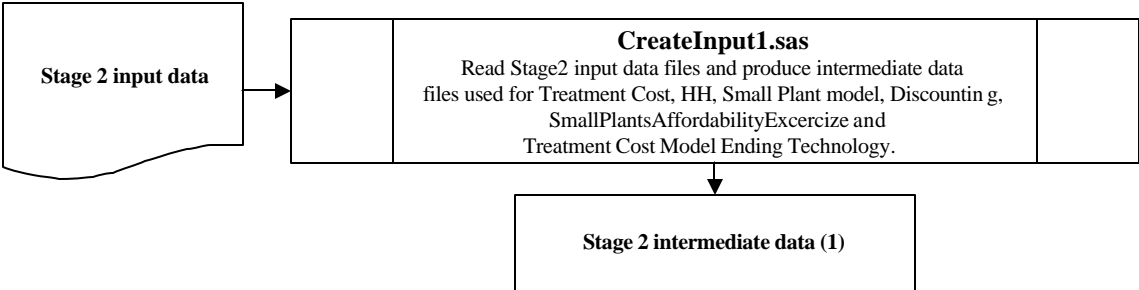 Stage 2 input data
CreateInput1.sas
Read Stage2 input data files and produce intermediate data
files used for Treatment Cost, HH, Small Plant model, Discountin g,
SmallPlantsAffordabilityExcercize and
Treatment Cost Model Ending Technology.
Stage 2 intermediate data (1)